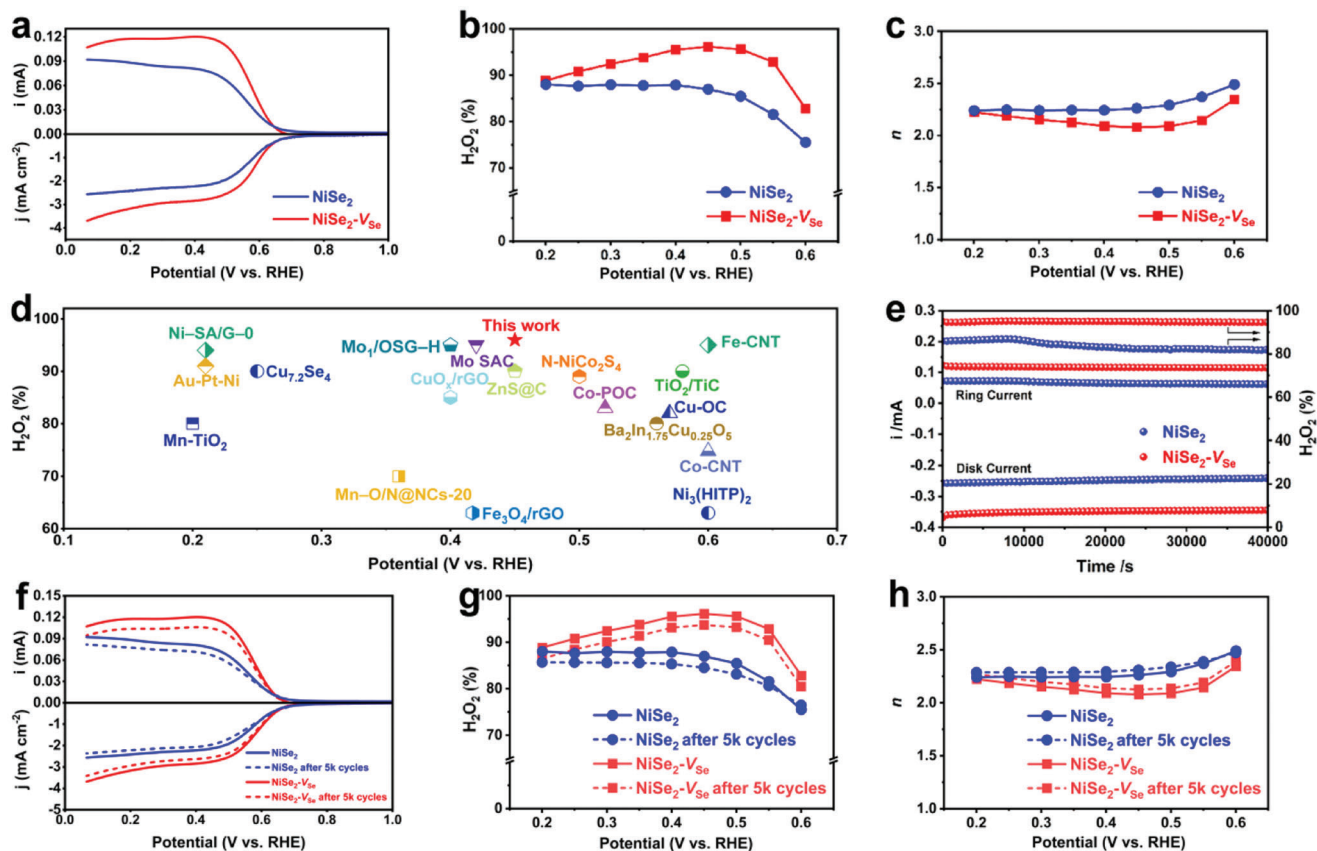 a
i (mA)
0.12
0.09
0.06
0.03
0.00
j (mA cm⁻²)
-1
-2
-3
-4
NiSe₂
NiSe₂-V_Se
0.0 0.2 0.4 0.6 0.8 1.0
Potential (V vs. RHE)
b
H₂O₂ (%)
100
90
80
70
0
NiSe₂
NiSe₂-V_Se
0.2 0.3 0.4 0.5 0.6
Potential (V vs. RHE)
c
n
3.0
2.5
2.0
1.5
1.0
NiSe₂
NiSe₂-V_Se
0.2 0.3 0.4 0.5 0.6
Potential (V vs. RHE)
d
H₂O₂ (%)
100
90
80
70
60
Ni–SA/G–0
Au-Pt-Ni
Cu₇.₂Se₄
Mn-TiO₂
Mo₁/OSG–H
This work
Mo SAC
CuOₓ/rGO
ZnS@C
N-NiCo₂S₄
Fe-CNT
TiO₂/TiC
Co-POC
Cu-OC
Ba₂In₁.₇₅Cu₀.₂₅O₅
Co-CNT
Mn–O/N@NCs-20
Fe₃O₄/rGO
Ni₃(HITP)₂
0.1 0.2 0.3 0.4 0.5 0.6 0.7
Potential (V vs. RHE)
e
i /mA
0.3
0.2
0.1
0.0
-0.1
-0.2
-0.3
-0.4
Ring Current
NiSe₂
NiSe₂-V_Se
Disk Current
100
80
60
40
20
0
H₂O₂ (%)
0 10000 20000 30000 40000
Time /s
f
i (mA)
0.15
0.12
0.09
0.06
0.03
0.00
j (mA cm⁻²)
-1
-2
-3
-4
-5
NiSe₂
NiSe₂ after 5k cycles
NiSe₂-V_Se
NiSe₂-V_Se after 5k cycles
0.0 0.2 0.4 0.6 0.8 1.0
Potential (V vs. RHE)
g
H₂O₂ (%)
100
90
80
70
0
NiSe₂
NiSe₂ after 5k cycles
NiSe₂-V_Se
NiSe₂-V_Se after 5k cycles
0.2 0.3 0.4 0.5 0.6
Potential (V vs. RHE)
h
n
3.0
2.5
2.0
1.5
1.0
NiSe₂
NiSe₂ after 5k cycles
NiSe₂-V_Se
NiSe₂-V_Se after 5k cycles
0.2 0.3 0.4 0.5 0.6
Potential (V vs. RHE)